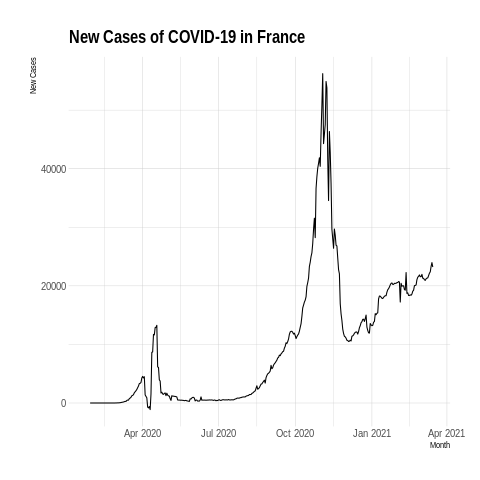 New Cases of COVID-19 in France
New Cases
40000
20000
0
Apr 2020
Jul 2020
Oct 2020
Jan 2021
Apr 2021
Month